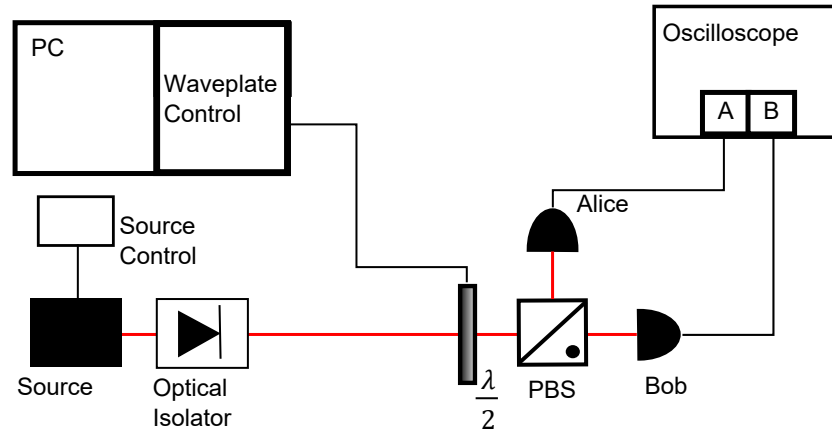 PC
Waveplate
Control
Oscilloscope
A B
Source
Control
Alice
Source
Optical
Isolator
λ
2
PBS
Bob